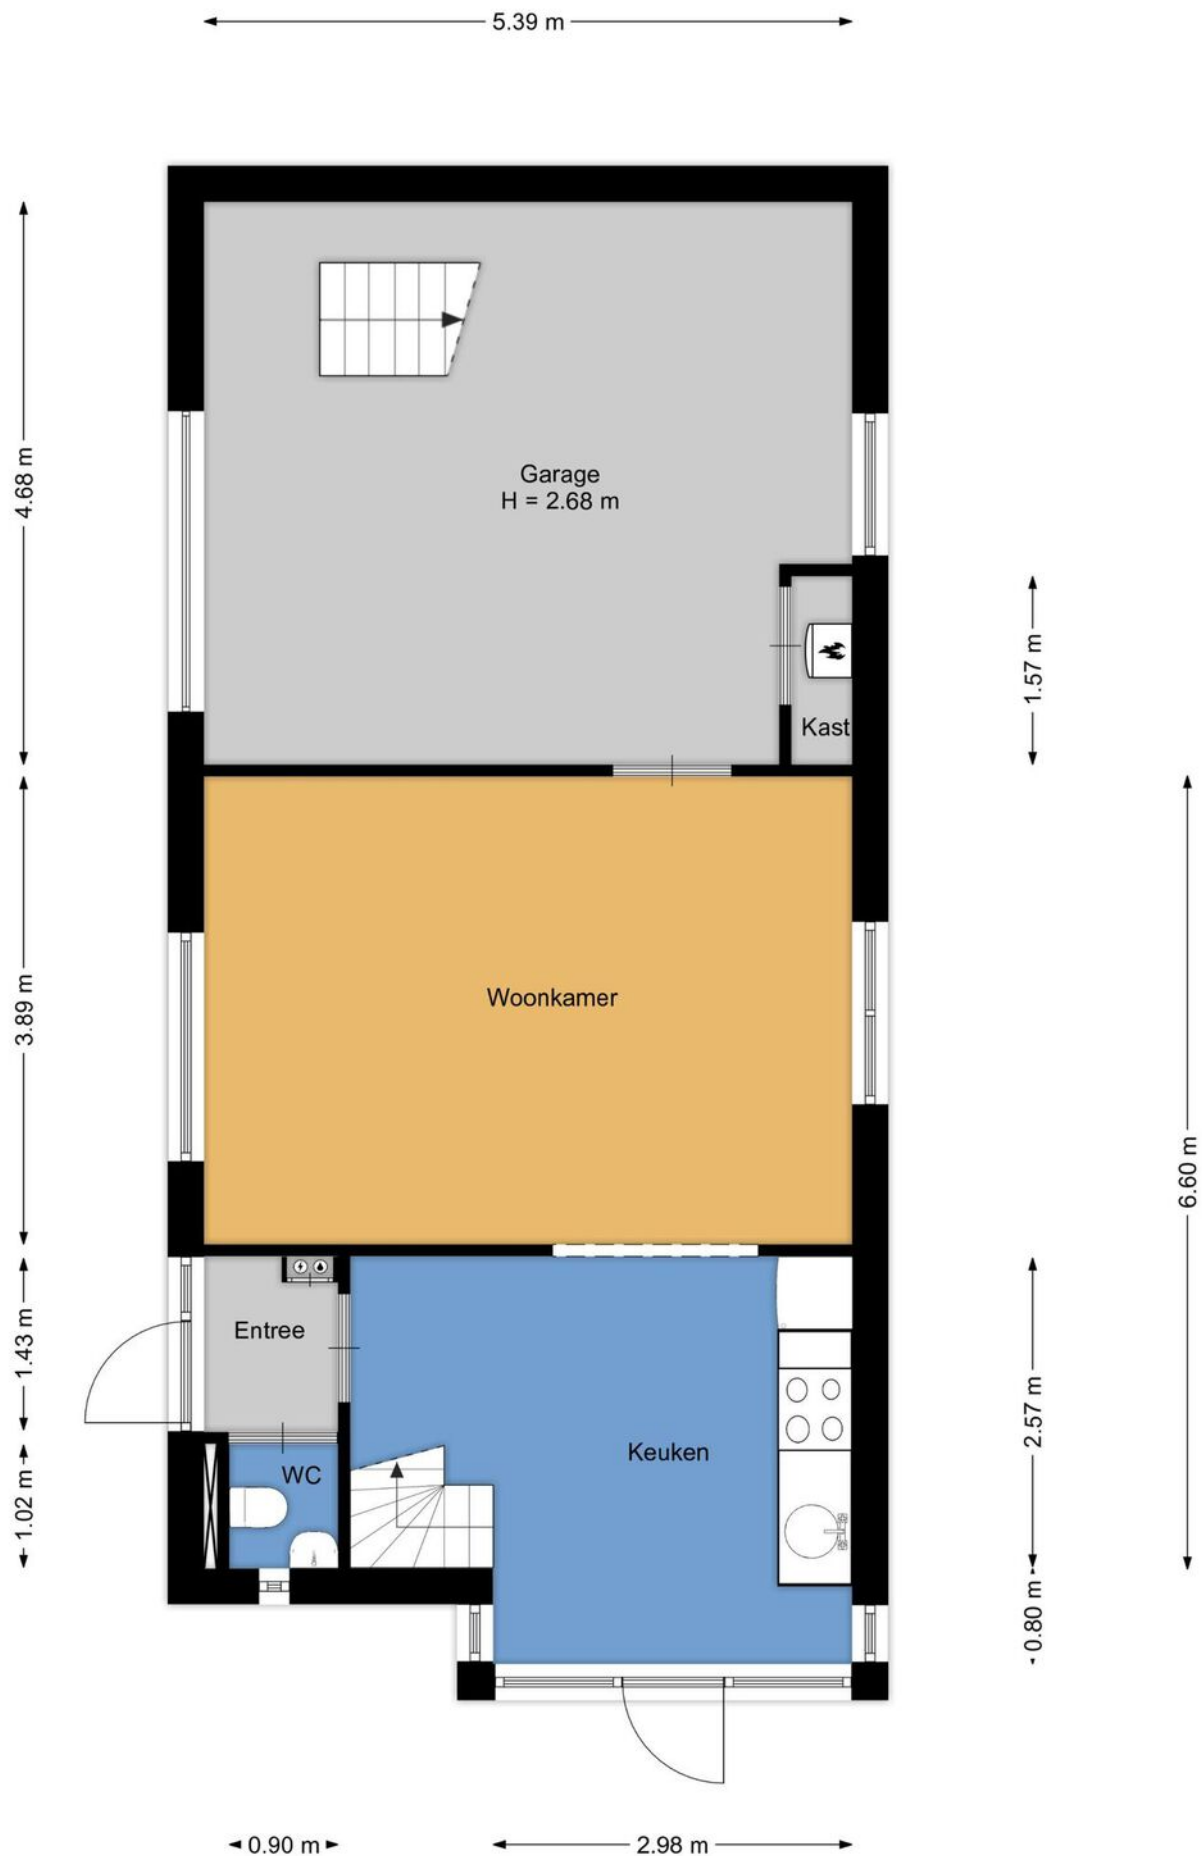 5.39 m
4.68 m
Garage
H = 2.68 m
1.57 m
Kast
3.89 m
Woonkamer
6.60 m
1.43 m
Entree
2.57 m
Keuken
WC
1.02 m
0.80 m
0.90 m
2.98 m